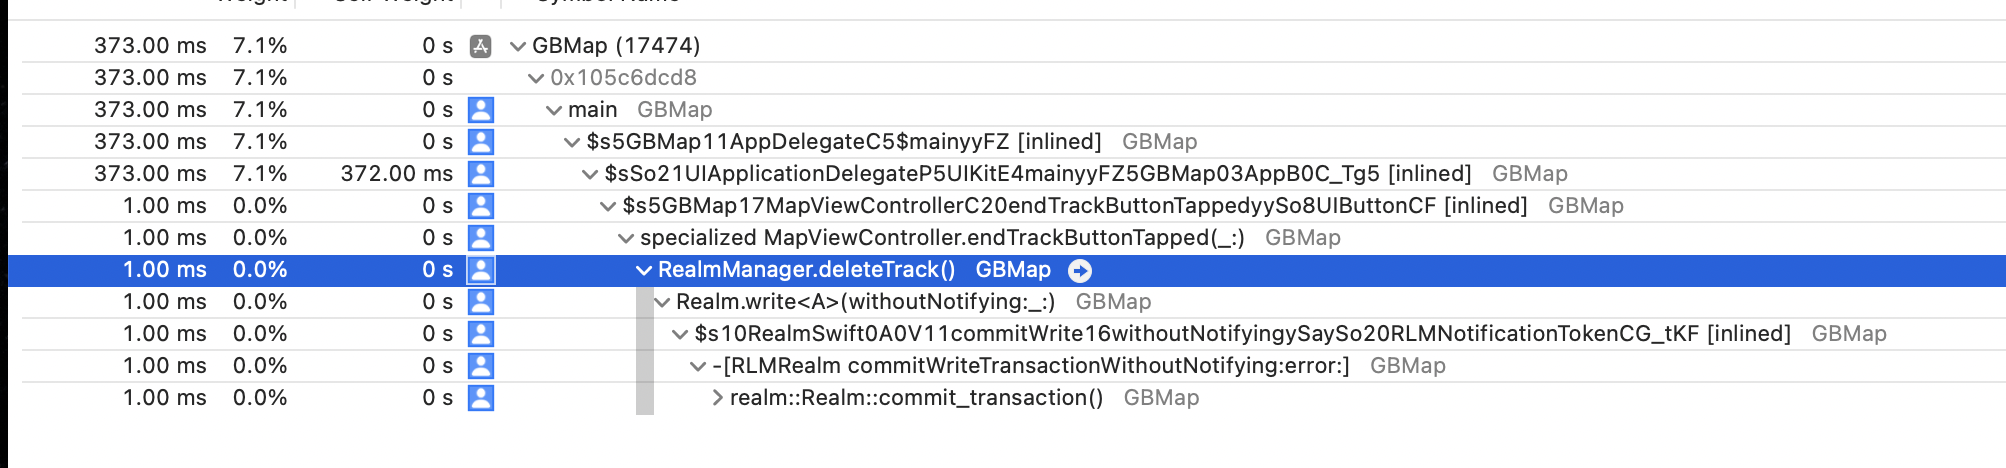 Weight Self Weight Symbol Name
373.00 ms 7.1% 0 s GBMap (17474)
373.00 ms 7.1% 0 s 0x105c6dcd8
373.00 ms 7.1% 0 s main GBMap
373.00 ms 7.1% 0 s $s5GBMap11AppDelegateC5$mainyyFZ [inlined] GBMap
373.00 ms 7.1% 372.00 ms $sSo21UIApplicationDelegateP5UIKitE4mainyyFZ5GBMap03AppB0C_Tg5 [inlined] GBMap
1.00 ms 0.0% 0 s $s5GBMap17MapViewControllerC20endTrackButtonTappedyySo8UIButtonCF [inlined] GBMap
1.00 ms 0.0% 0 s specialized MapViewController.endTrackButtonTapped(_:) GBMap
1.00 ms 0.0% 0 s RealmManager.deleteTrack() GBMap
1.00 ms 0.0% 0 s Realm.write<A>(withoutNotifying:_:) GBMap
1.00 ms 0.0% 0 s $s10RealmSwift0A0V11commitWrite16withoutNotifyingySaySo20RLMNotificationTokenCG_tKF [inlined] GBMap
1.00 ms 0.0% 0 s -[RLMRealm commitWriteTransactionWithoutNotifying:error:] GBMap
1.00 ms 0.0% 0 s realm::Realm::commit_transaction() GBMap